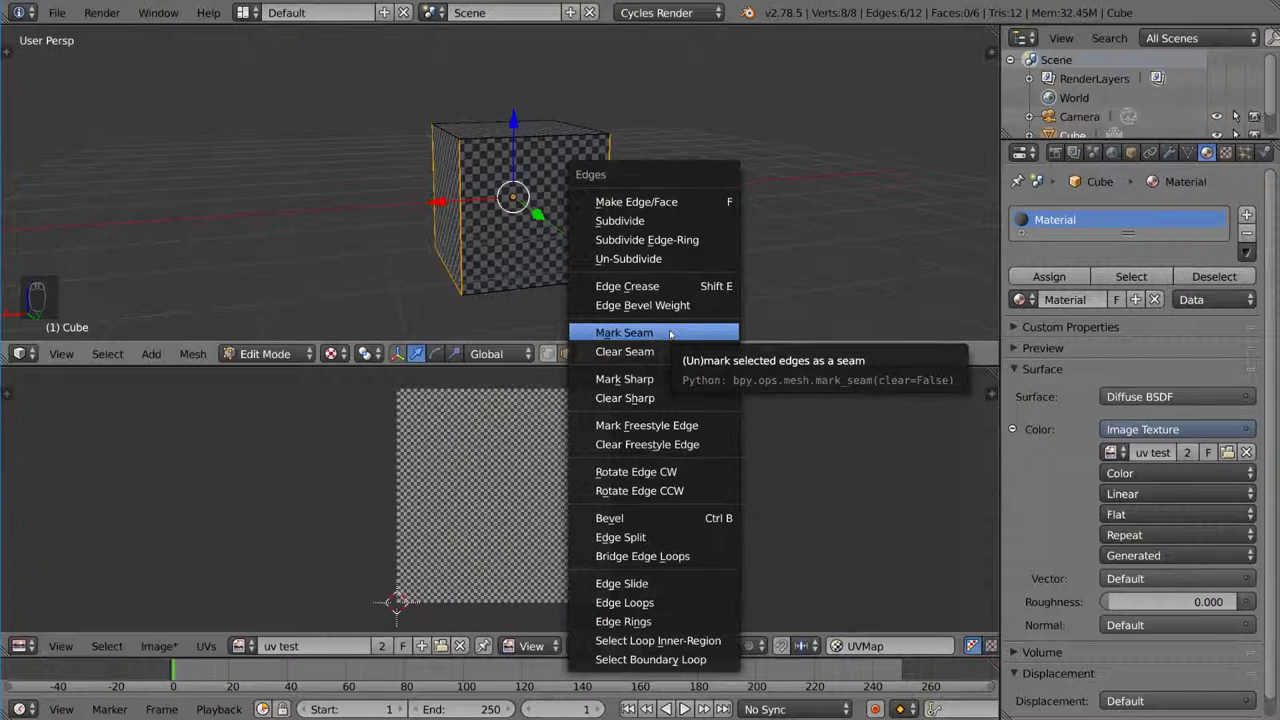 File Render Window Help Default Scene Cycles Render v2.78.5 | Verts:8/8 | Edges:6/12 | Faces:0/6 | Tris:12 | Mem:32.45M | Cube
User Persp
(1) Cube
View Select Add Mesh Edit Mode Global
Edges
Make Edge/Face F
Subdivide
Subdivide Edge-Ring
Un-Subdivide
Edge Crease Shift E
Edge Bevel Weight
Mark Seam
Clear Seam
Mark Sharp
Clear Sharp
Mark Freestyle Edge
Clear Freestyle Edge
Rotate Edge CW
Rotate Edge CCW
Bevel Ctrl B
Edge Split
Bridge Edge Loops
Edge Slide
Edge Loops
Edge Rings
Select Loop Inner-Region
Select Boundary Loop
(Un)mark selected edges as a seam
Python: bpy.ops.mesh.mark_seam(clear=False)
View Select Image* UVs uv test 2 F View UVMap
-40 -20 0 20 40 60 80 100 120 140 160 180 200 220 240 260
View Marker Frame Playback Start: 1 End: 250 1 No Sync
View Search All Scenes
Scene
RenderLayers
World
Camera
Cube
Cube Material
Material
Assign Select Deselect
Material F Data
Custom Properties
Preview
Surface
Surface: Diffuse BSDF
Color: Image Texture
uv test 2 F
Color
Linear
Flat
Repeat
Generated
Vector: Default
Roughness: 0.000
Normal: Default
Volume
Displacement
Displacement: Default